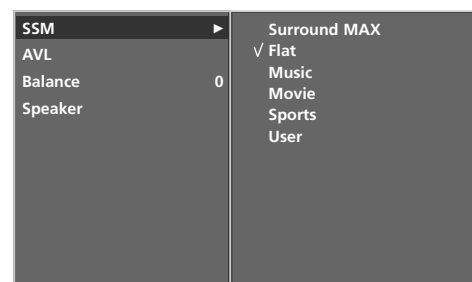 SSM ►
AVL
Balance 0
Speaker
Surround MAX
√ Flat
Music
Movie
Sports
User